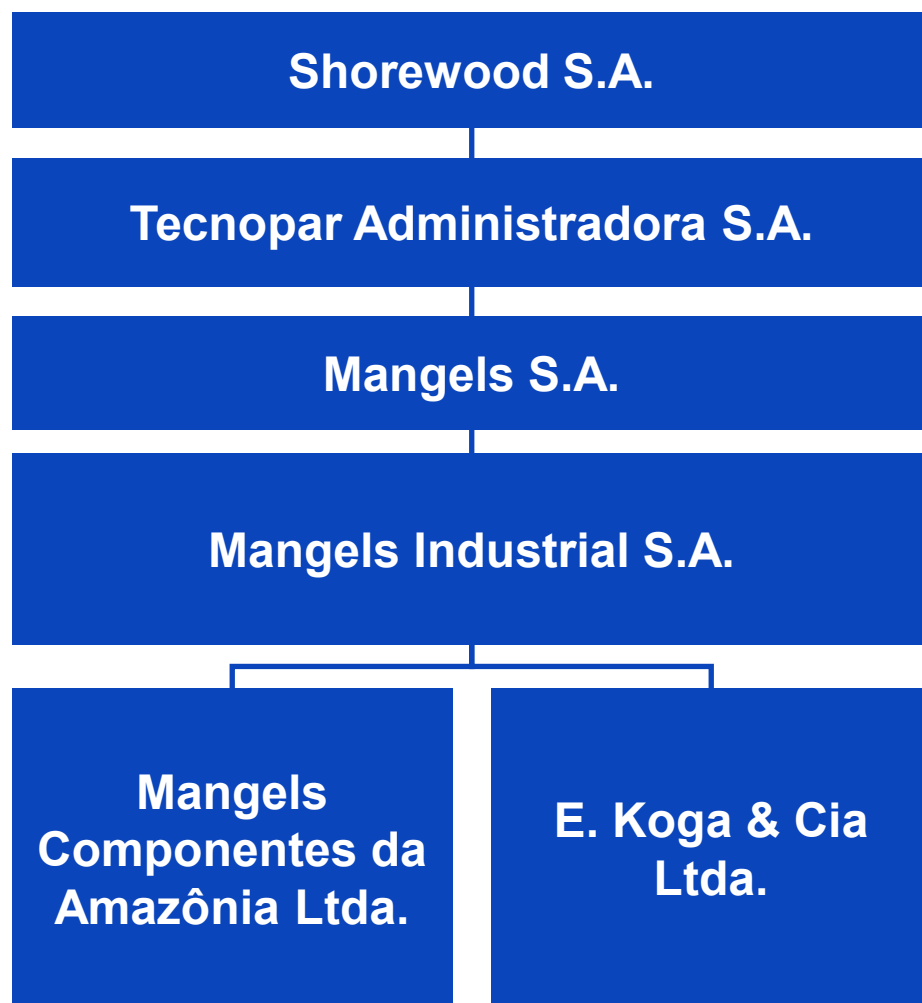 Shorewood S.A.
Tecnopar Administradora S.A.
Mangels S.A.
Mangels Industrial S.A.
Mangels
Componentes da
Amazônia Ltda.
E. Koga & Cia
Ltda.